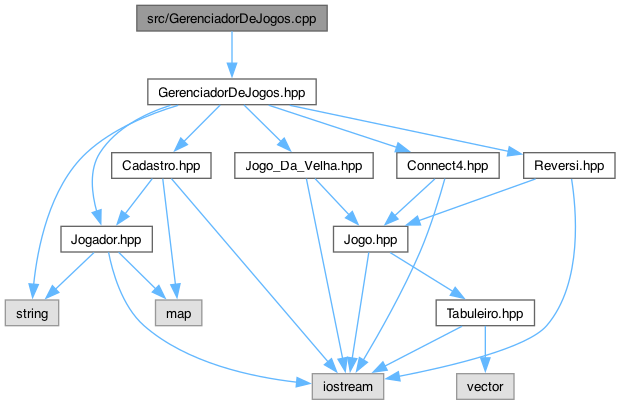 src/GerenciadorDeJogos.cpp
GerenciadorDeJogos.hpp
Cadastro.hpp
Jogo_Da_Velha.hpp
Connect4.hpp
Reversi.hpp
Jogador.hpp
Jogo.hpp
string
map
Tabuleiro.hpp
iostream
vector